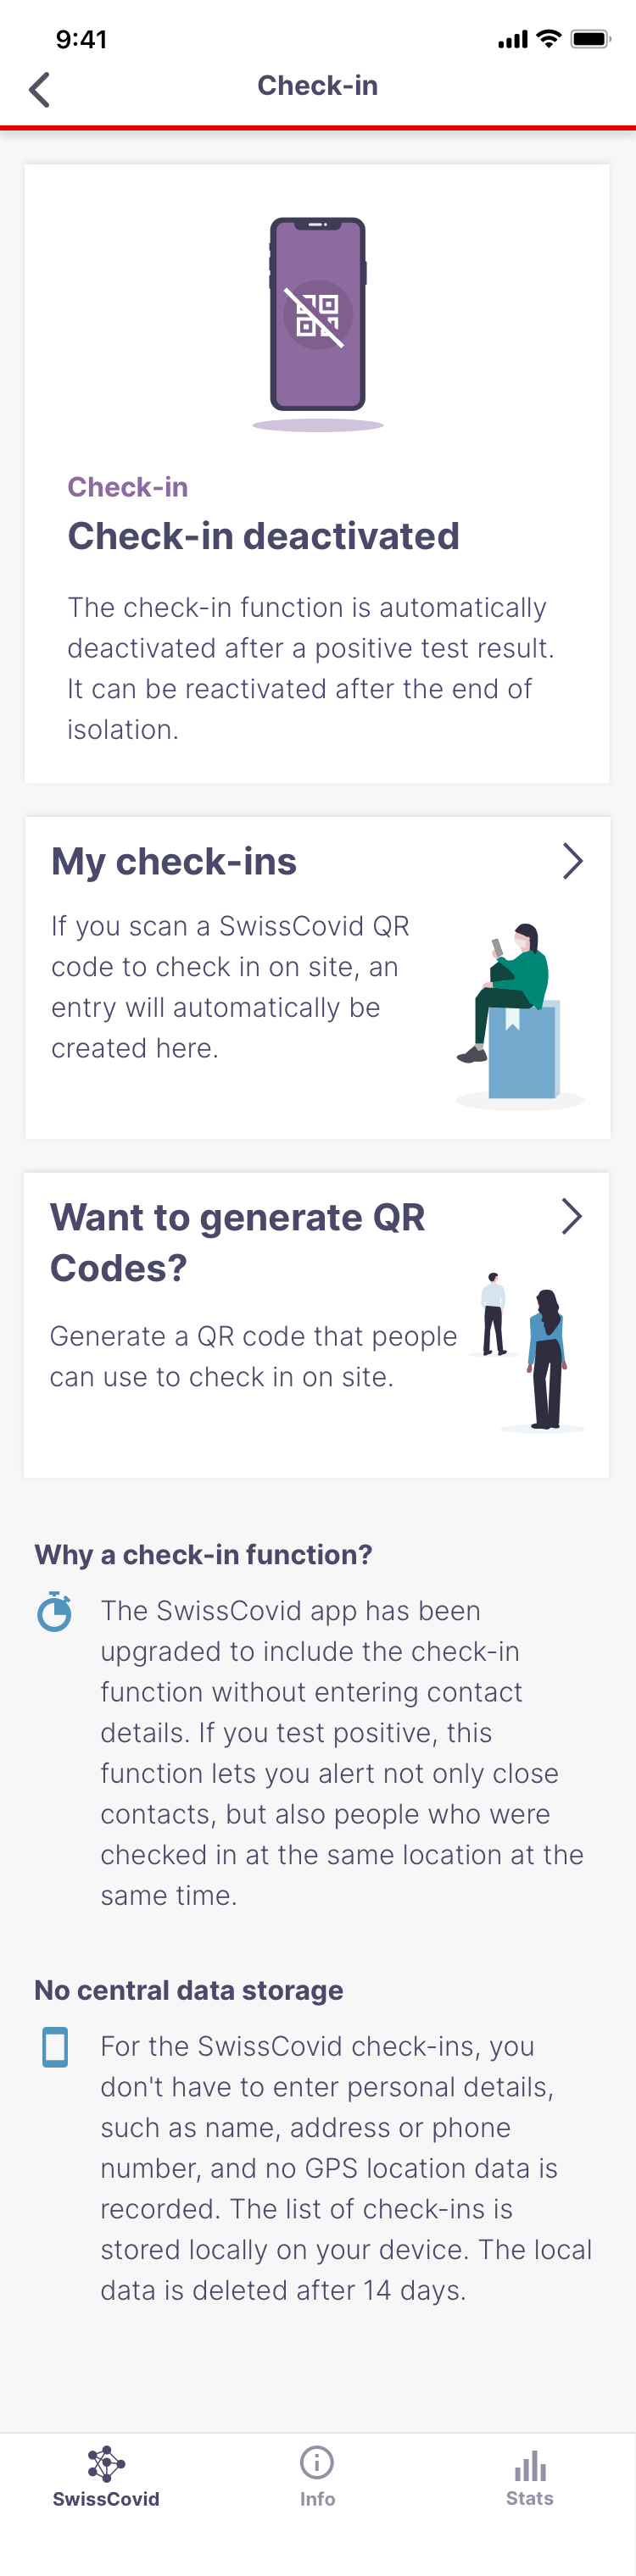 9:41
Check-in
Check-in
Check-in deactivated
The check-in function is automatically
deactivated after a positive test result.
It can be reactivated after the end of
isolation.
My check-ins
If you scan a SwissCovid QR
code to check in on site, an
entry will automatically be
created here.
Want to generate QR
Codes?
Generate a QR code that people
can use to check in on site.
Why a check-in function?
The SwissCovid app has been
upgraded to include the check-in
function without entering contact
details. If you test positive, this
function lets you alert not only close
contacts, but also people who were
checked in at the same location at the
same time.
No central data storage
For the SwissCovid check-ins, you
don't have to enter personal details,
such as name, address or phone
number, and no GPS location data is
recorded. The list of check-ins is
stored locally on your device. The local
data is deleted after 14 days.
SwissCovid
Info
Stats